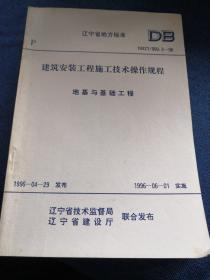 辽宁省地方标准
DB
P
建筑安装工程施工技术操作规程
地基与基础工程
1996-04-29 发布
1996-06-01 实施
辽宁省技术监督局
辽宁省建设厅
联合发布